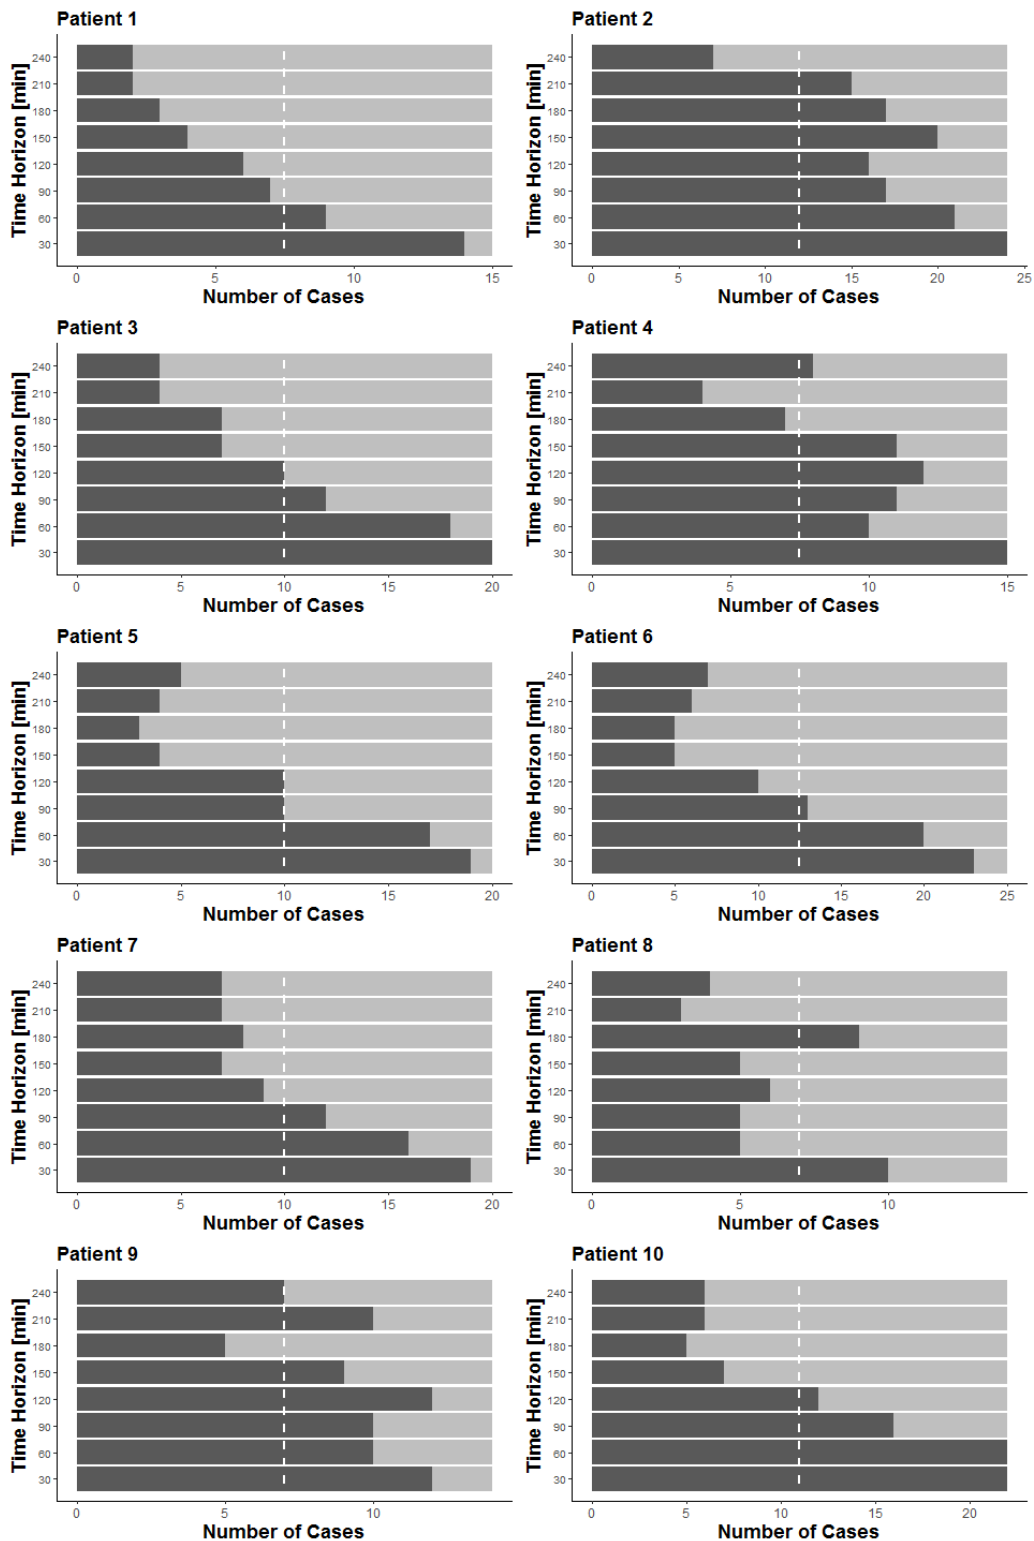 Patient 1
Time Horizon [min]
240
210
180
150
120
90
60
30
0 5 10 15
Number of Cases
Patient 2
Time Horizon [min]
240
210
180
150
120
90
60
30
0 5 10 15 20 25
Number of Cases
Patient 3
Time Horizon [min]
240
210
180
150
120
90
60
30
0 5 10 15 20
Number of Cases
Patient 4
Time Horizon [min]
240
210
180
150
120
90
60
30
0 5 10 15
Number of Cases
Patient 5
Time Horizon [min]
240
210
180
150
120
90
60
30
0 5 10 15 20
Number of Cases
Patient 6
Time Horizon [min]
240
210
180
150
120
90
60
30
0 5 10 15 20 25
Number of Cases
Patient 7
Time Horizon [min]
240
210
180
150
120
90
60
30
0 5 10 15 20
Number of Cases
Patient 8
Time Horizon [min]
240
210
180
150
120
90
60
30
0 5 10
Number of Cases
Patient 9
Time Horizon [min]
240
210
180
150
120
90
60
30
0 5 10
Number of Cases
Patient 10
Time Horizon [min]
240
210
180
150
120
90
60
30
0 5 10 15 20
Number of Cases